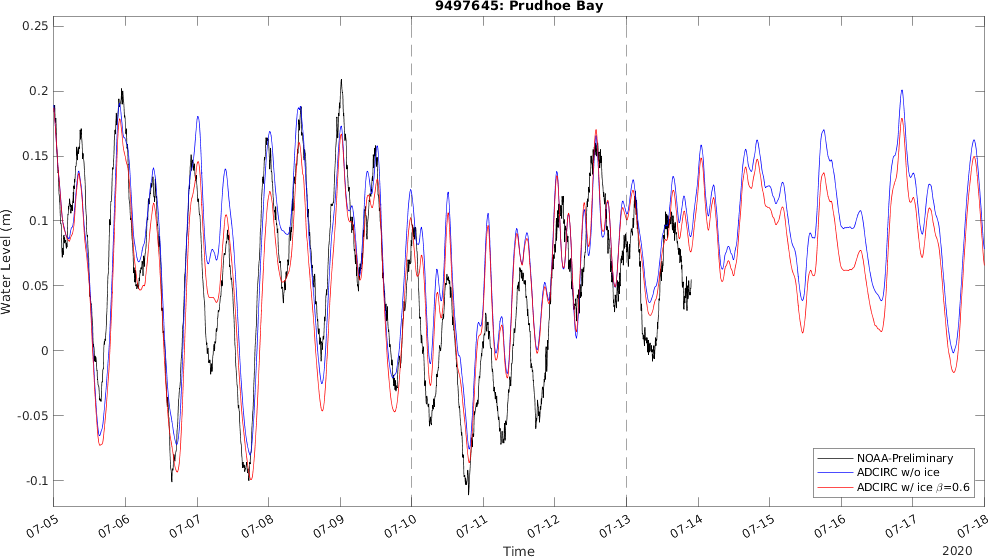 9497645: Prudhoe Bay
0.25
0.2
0.15
0.1
0.05
0
-0.05
-0.1
Water Level (m)
NOAA-Preliminary
ADCIRC w/o ice
ADCIRC w/ ice β=0.6
07-05 07-06 07-07 07-08 07-09 07-10 07-11 07-12 07-13 07-14 07-15 07-16 07-17 07-18
Time
2020